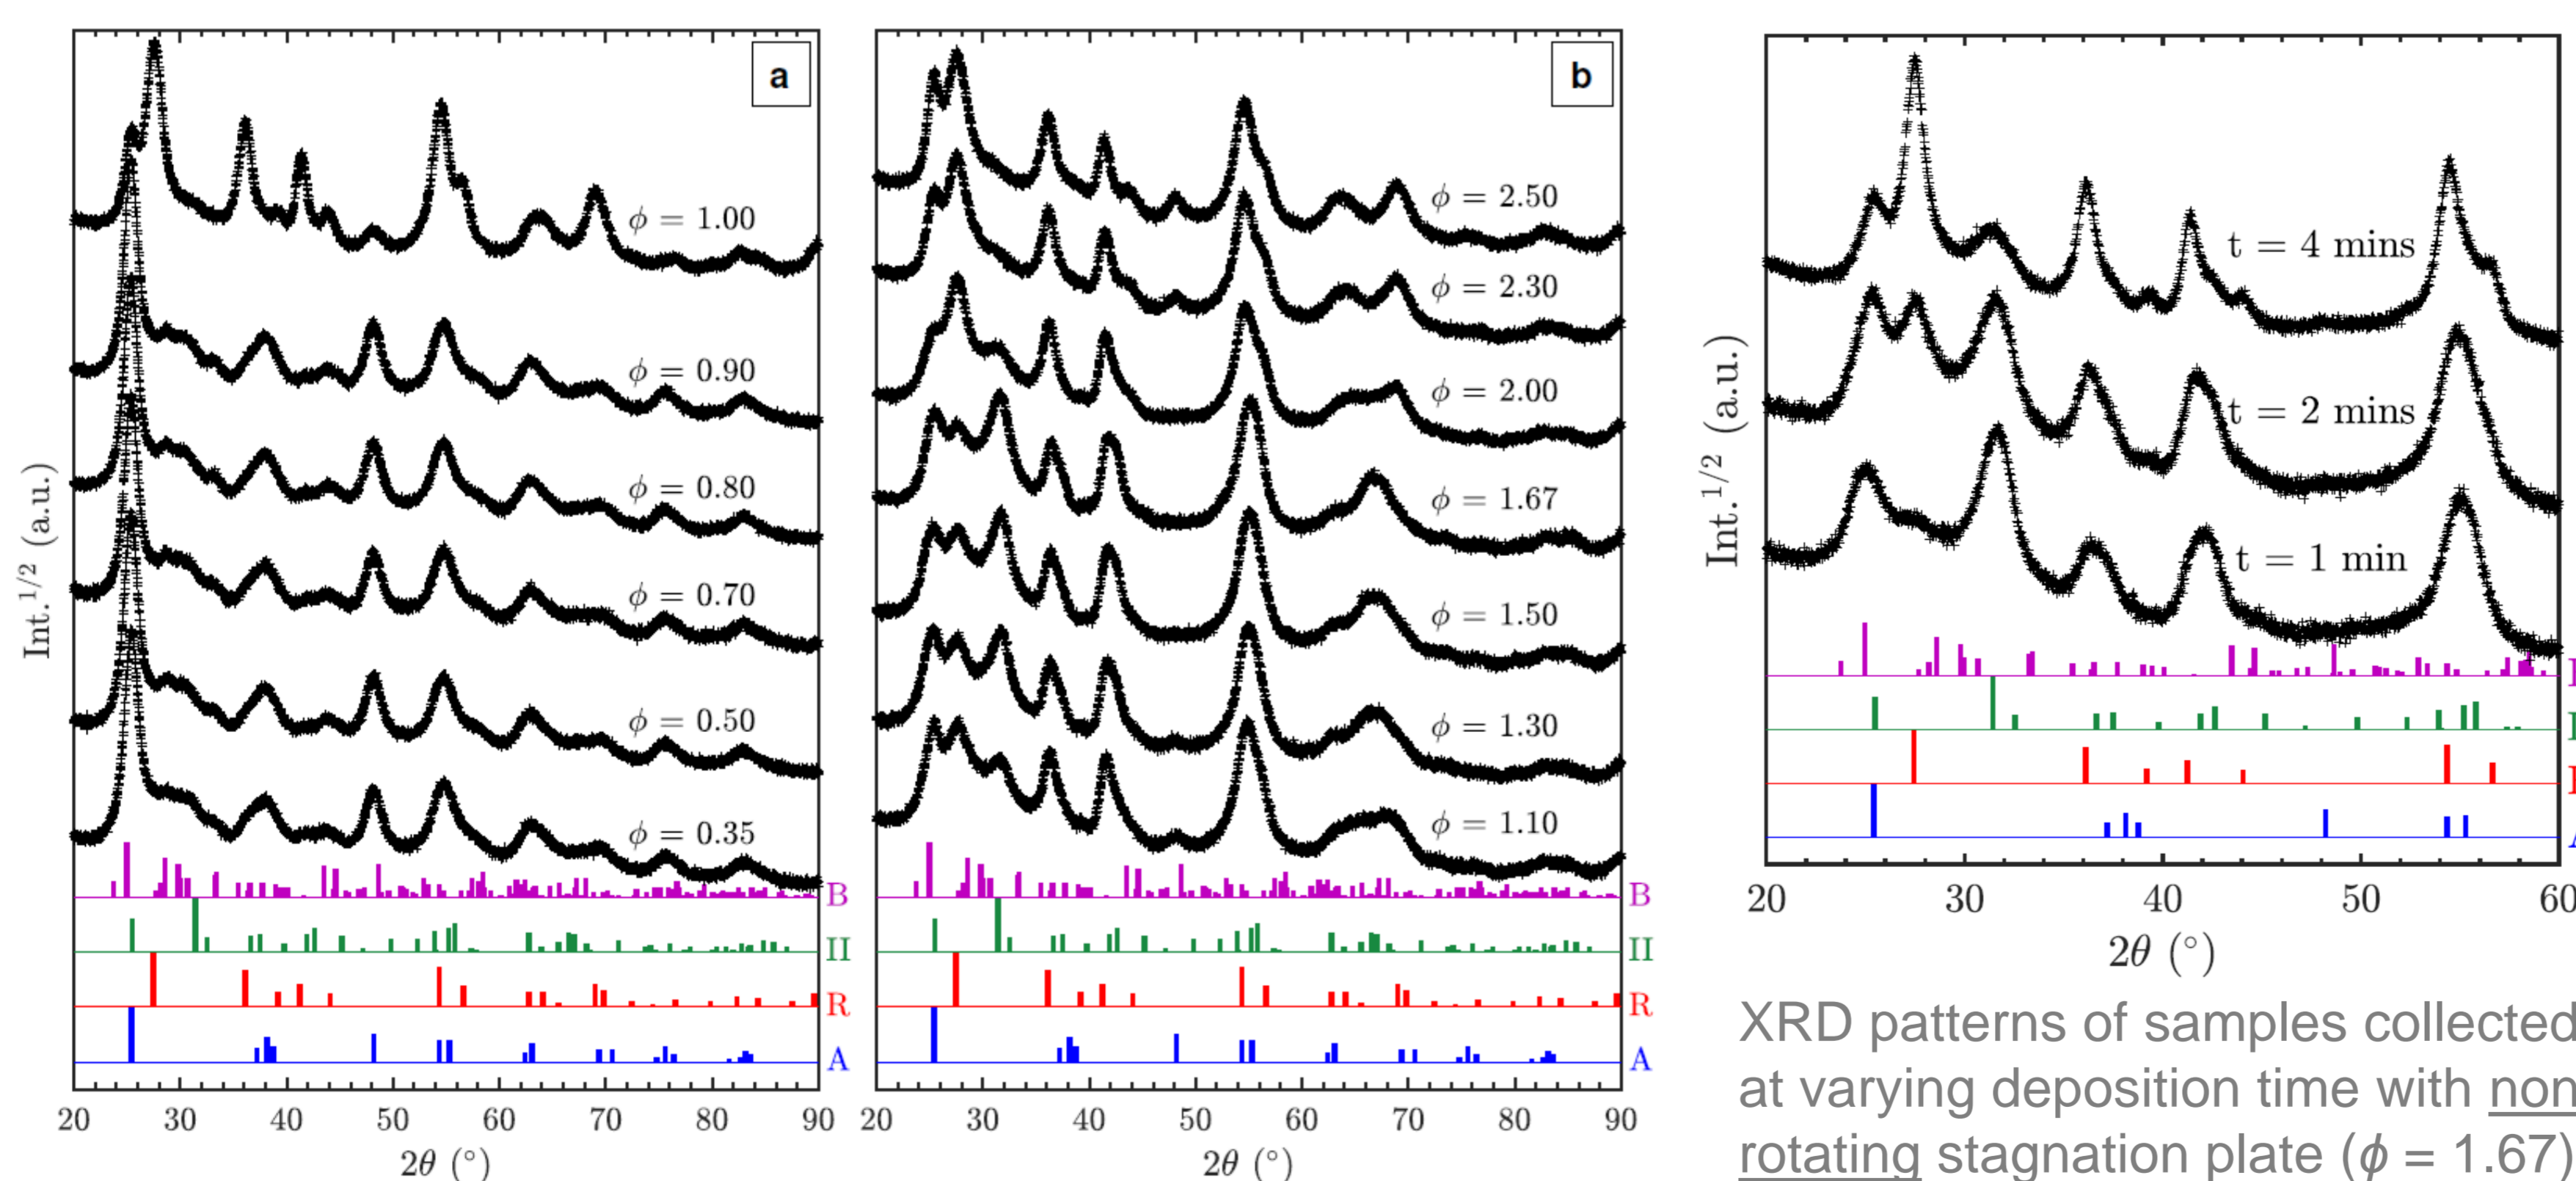 a
Int.^{1/2} (a.u.)
ϕ = 1.00
ϕ = 0.90
ϕ = 0.80
ϕ = 0.70
ϕ = 0.50
ϕ = 0.35
B
II
R
A
20 30 40 50 60 70 80 90
2θ (°)
b
ϕ = 2.50
ϕ = 2.30
ϕ = 2.00
ϕ = 1.67
ϕ = 1.50
ϕ = 1.30
ϕ = 1.10
B
II
R
A
20 30 40 50 60 70 80 90
2θ (°)
Int.^{1/2} (a.u.)
t = 4 mins
t = 2 mins
t = 1 min
20 30 40 50 60
2θ (°)
XRD patterns of samples collected
at varying deposition time with non
rotating stagnation plate (ϕ = 1.67)